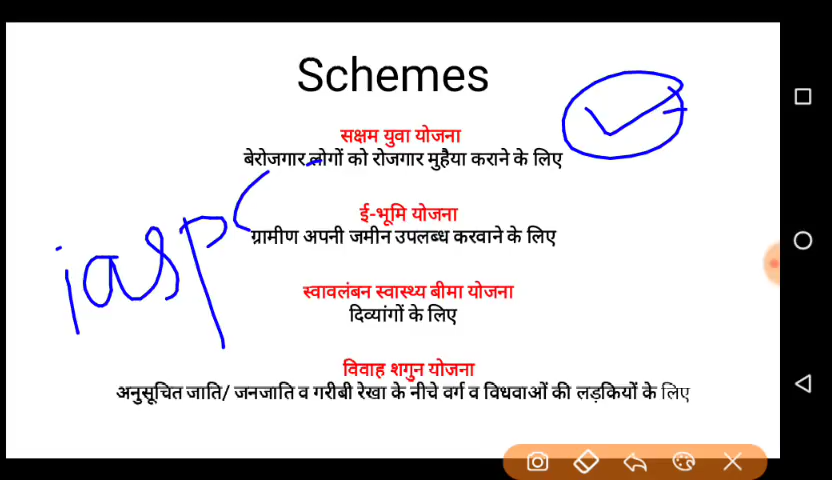 Schemes
सक्षम युवा योजना
बेरोजगार लोगों को रोजगार मुहैया कराने के लिए
ई-भूमि योजना
ग्रामीण अपनी जमीन उपलब्ध करवाने के लिए
स्वावलंबन स्वास्थ्य बीमा योजना
दिव्यांगों के लिए
विवाह शगुन योजना
अनुसूचित जाति/ जनजाति व गरीबी रेखा के नीचे वर्ग व विधवाओं की लड़कियों के लिए
iasp